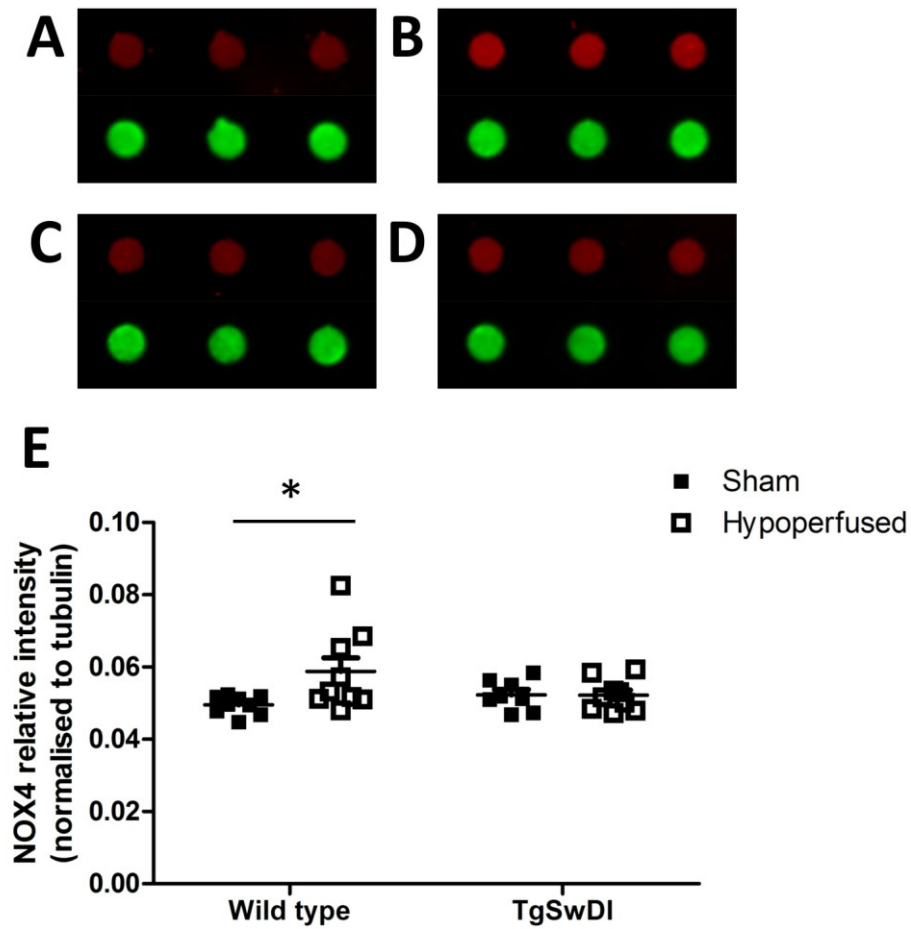 A
B
C
D
E
*
Sham
Hypoperfused
NOX4 relative intensity
(normalised to tubulin)
0.10
0.08
0.06
0.04
0.02
0.00
Wild type
TgSwDI